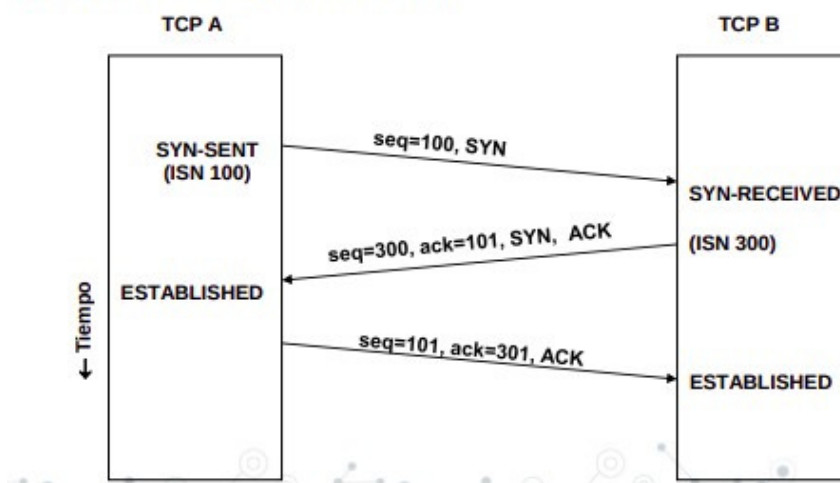 TCP A
TCP B
seq=100, SYN
SYN-SENT
(ISN 100)
SYN-RECEIVED
seq=300, ack=101, SYN, ACK
(ISN 300)
ESTABLISHED
← Tiempo
seq=101, ack=301, ACK
ESTABLISHED